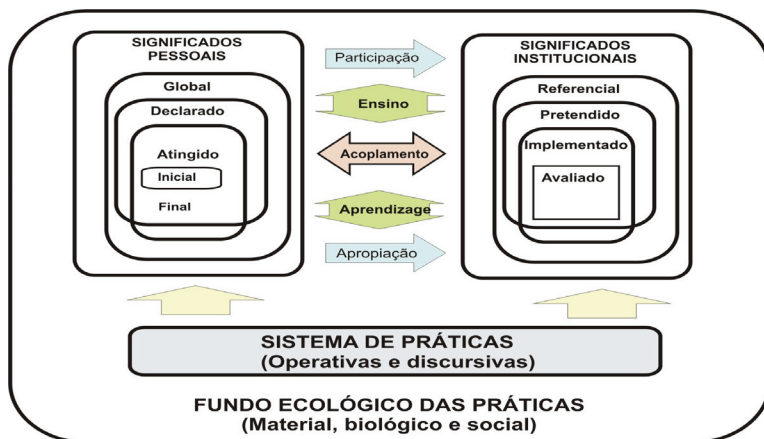 SIGNIFICADOS
PESSOAIS
Global
Declarado
Atingido
Inicial
Final
Participação
Ensino
Acoplamento
Aprendizage
Apropiação
SIGNIFICADOS
INSTITUCIONAIS
Referencial
Pretendido
Implementado
Avaliado
SISTEMA DE PRÁTICAS
(Operativas e discursivas)
FUNDO ECOLÓGICO DAS PRÁTICAS
(Material, biológico e social)